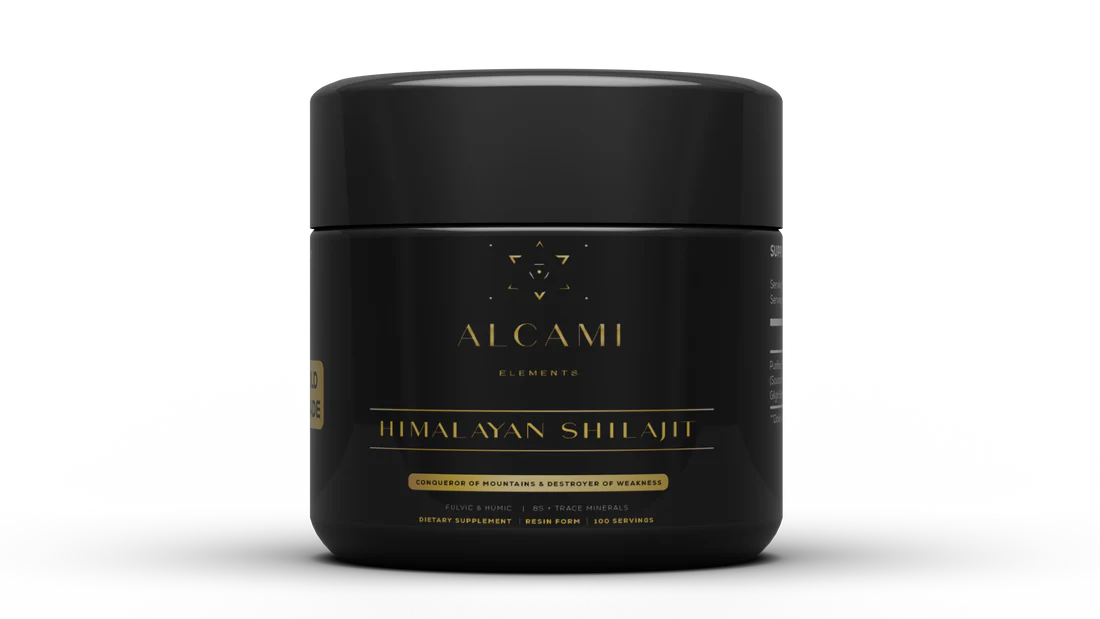 ALCAMI
ELEMENTS
HIMALAYAN SHILAJIT
CONQUEROR OF MOUNTAINS & DESTROYER OF WEAKNESS
FULVIC & HUMIC | 85 + TRACE MINERALS
DIETARY SUPPLEMENT | RESIN FORM | 100 SERVINGS